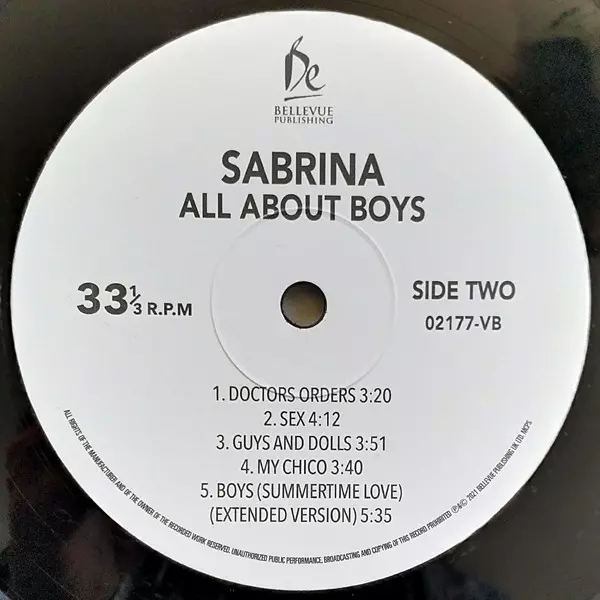 Be
BELLEVUE
PUBLISHING
SABRINA
ALL ABOUT BOYS
33 1/3 R.P.M
SIDE TWO
02177-VB
1. DOCTORS ORDERS 3:20
2. SEX 4:12
3. GUYS AND DOLLS 3:51
4. MY CHICO 3:40
5. BOYS (SUMMERTIME LOVE)
(EXTENDED VERSION) 5:35
ALL RIGHTS OF THE MANUFACTURER AND OF THE OWNER OF THE RECORDED WORK RESERVED. UNAUTHORIZED PUBLIC PERFORMANCE, BROADCASTING AND COPYING OF THIS RECORD PROHIBITED ℗&© 2021 BELLEVUE PUBLISHING UK LTD. MCPS